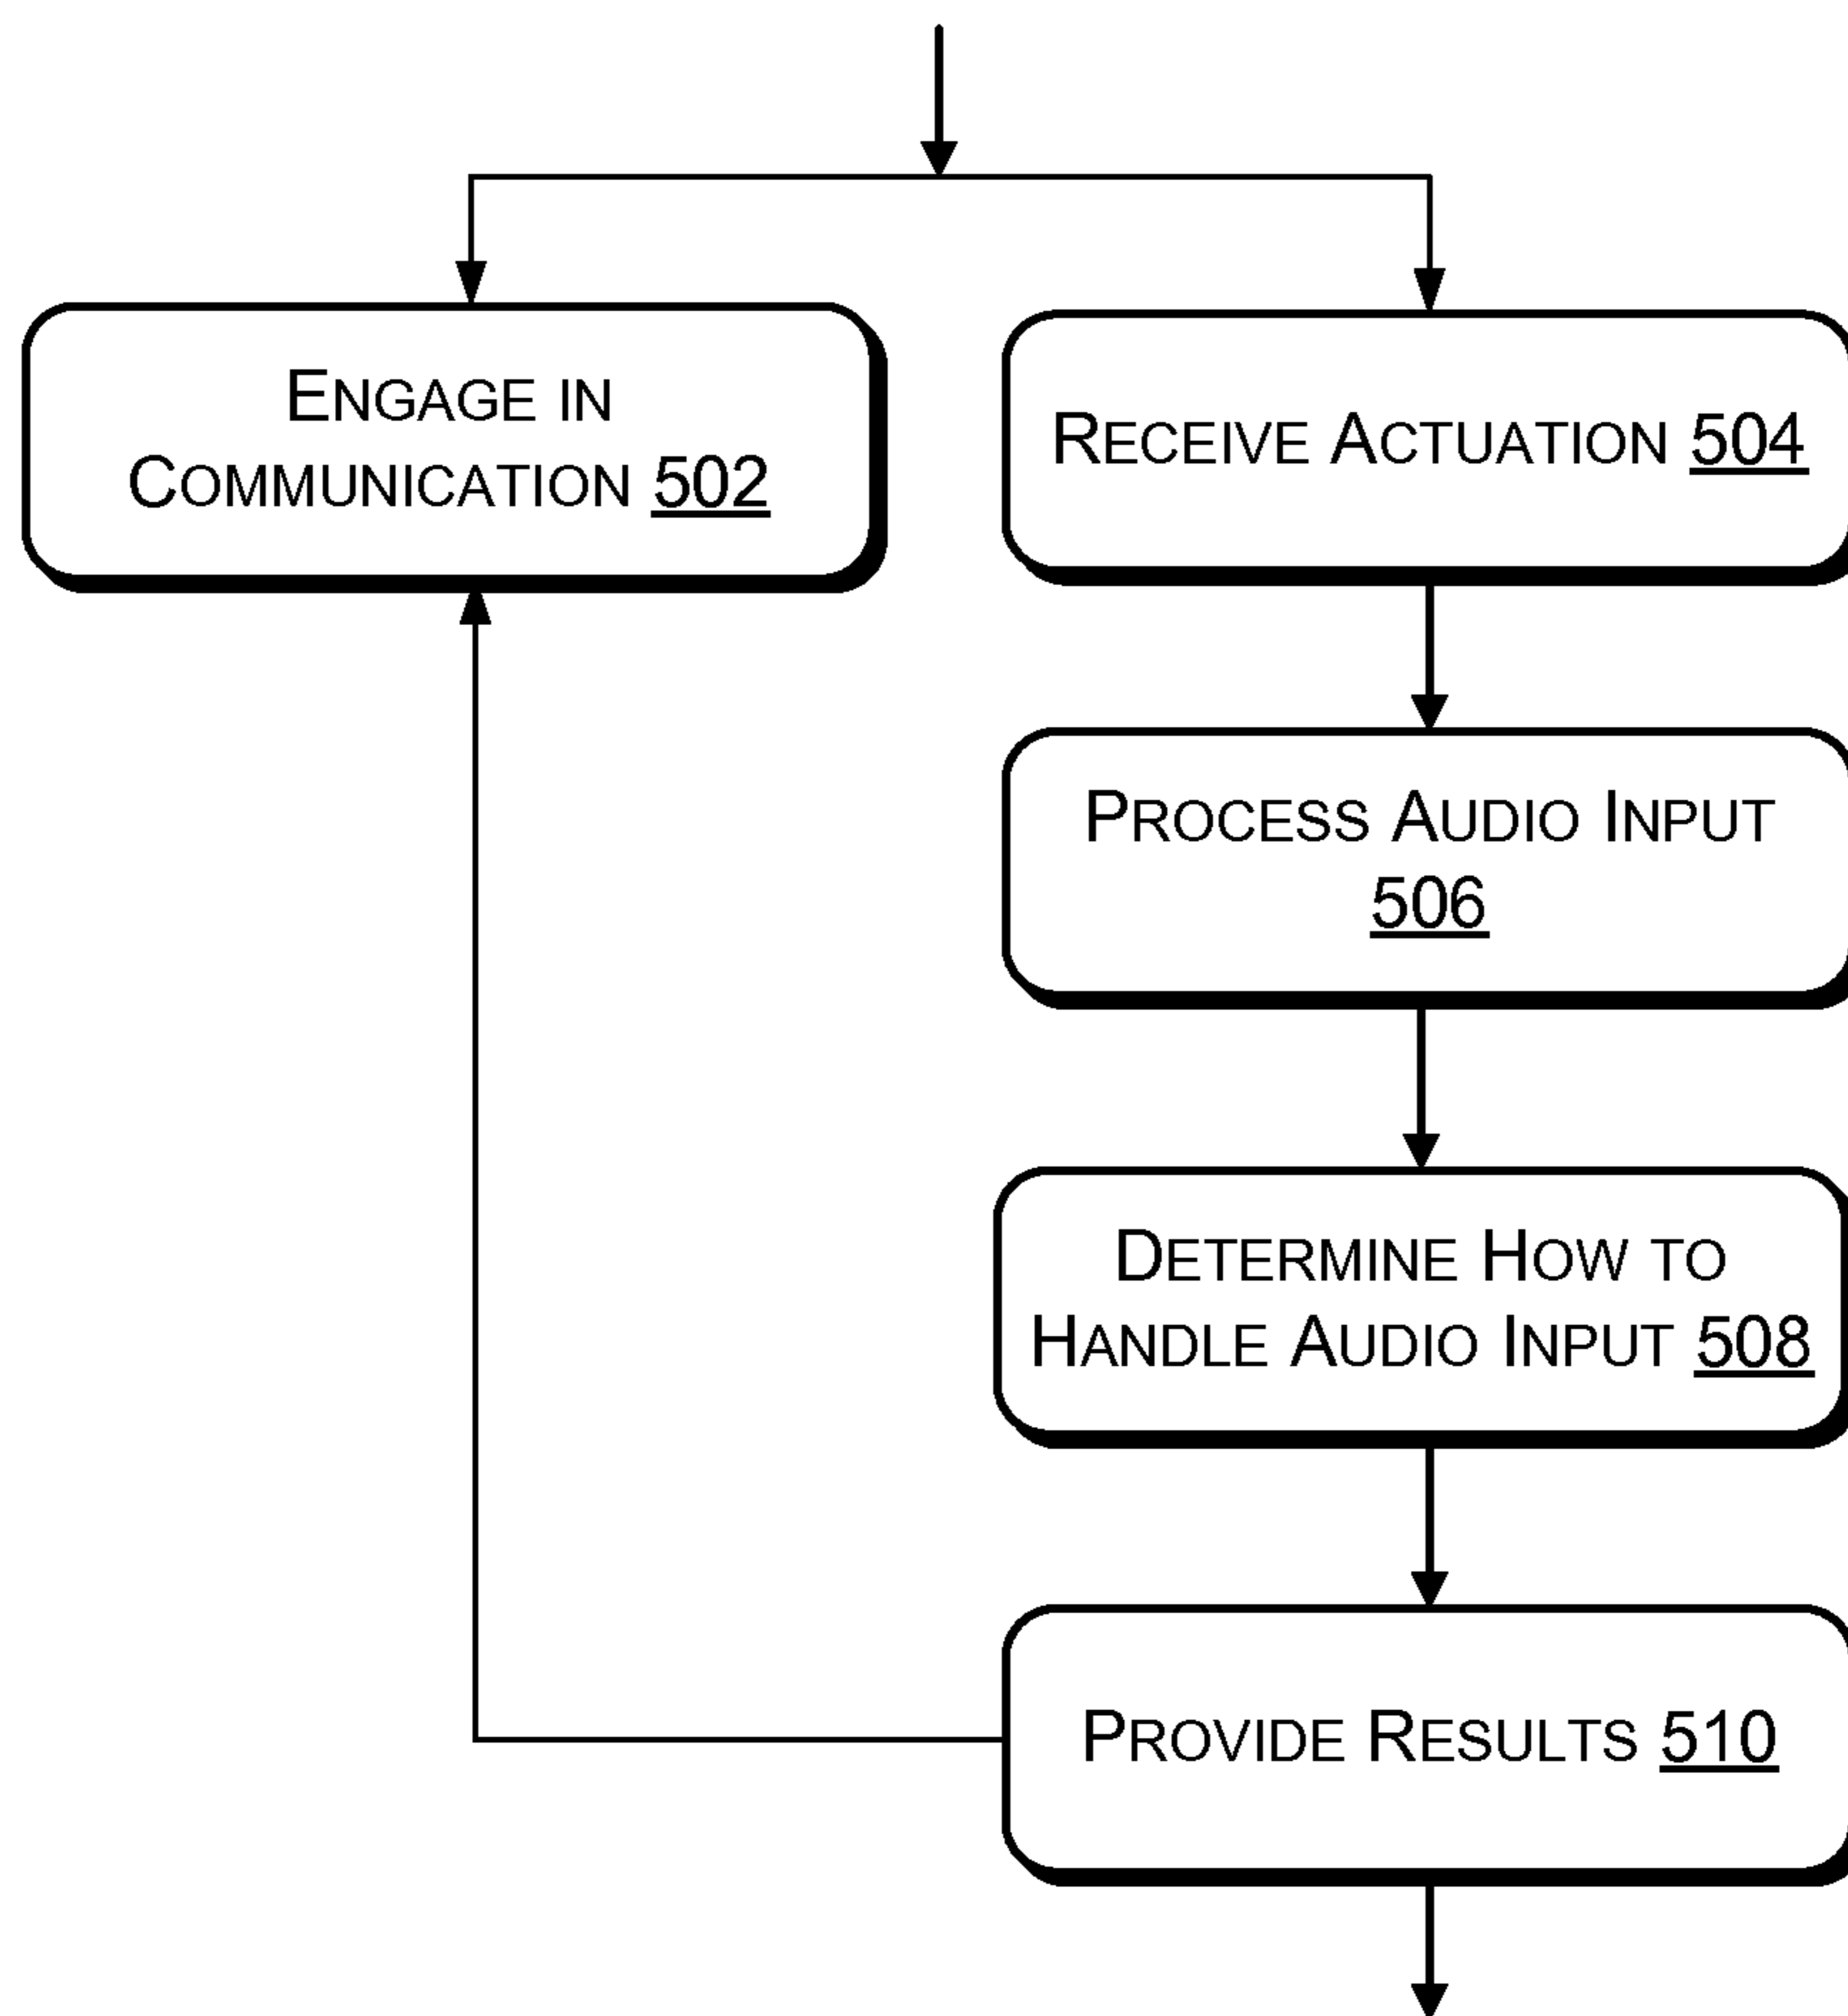 ENGAGE IN
COMMUNICATION 502
RECEIVE ACTUATION 504
PROCESS AUDIO INPUT
506
DETERMINE HOW TO
HANDLE AUDIO INPUT 508
PROVIDE RESULTS 510